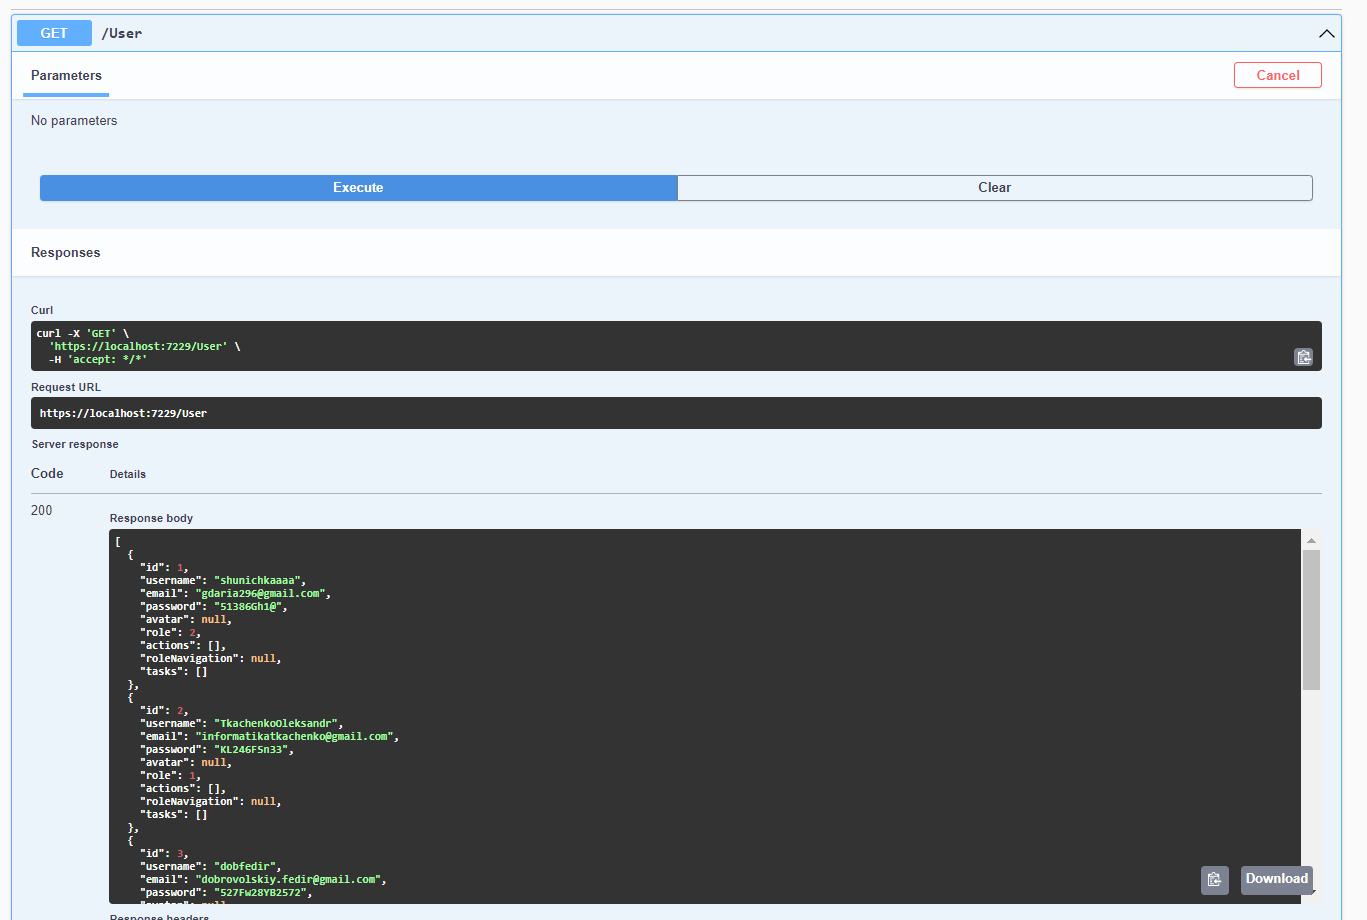 GET /User
Parameters
Cancel
No parameters
Execute
Clear
Responses
Curl
curl -X 'GET' \
  'https://localhost:7229/User' \
  -H 'accept: */*'
Request URL
https://localhost:7229/User
Server response
Code Details
200
Response body
[
  {
    "id": 1,
    "username": "shunichkaaaa",
    "email": "gdaria296@gmail.com",
    "password": "51386Gh1@",
    "avatar": null,
    "role": 2,
    "actions": [],
    "roleNavigation": null,
    "tasks": []
  },
  {
    "id": 2,
    "username": "TkachenkoOleksandr",
    "email": "informatikatkachenko@gmail.com",
    "password": "KL246F5n33",
    "avatar": null,
    "role": 1,
    "actions": [],
    "roleNavigation": null,
    "tasks": []
  },
  {
    "id": 3,
    "username": "dobfedir",
    "email": "dobrovolskiy.fedir@gmail.com",
    "password": "527Fw28YB2572",
    "avatar": null,
Download
Response headers